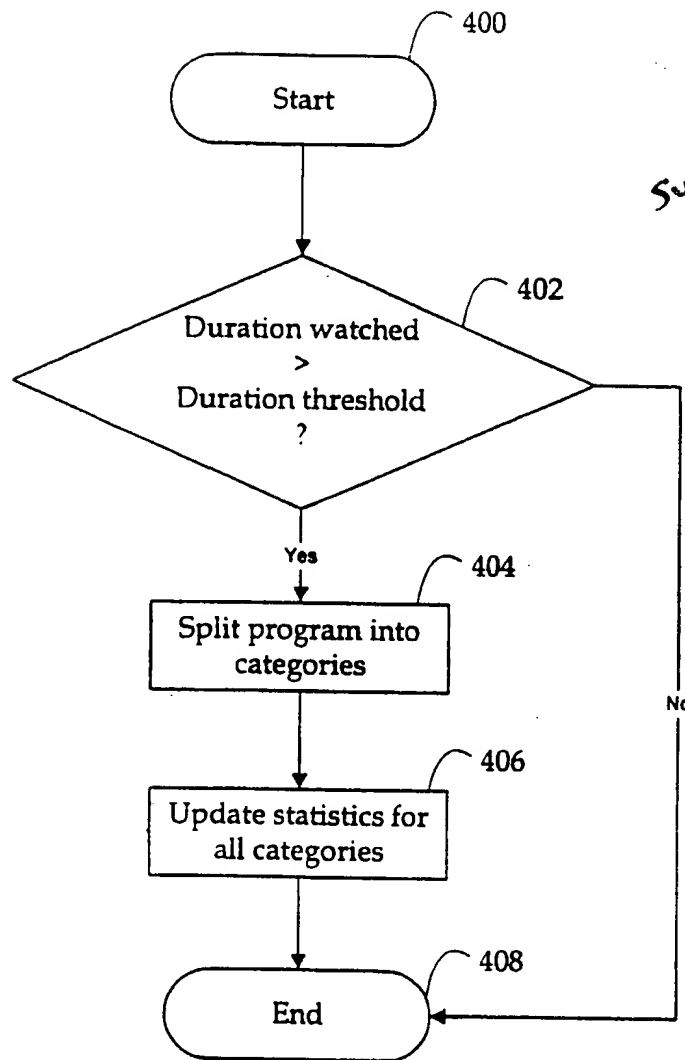 400
Start
402
Duration watched
>
Duration threshold
?
Yes
404
Split program into
categories
406
Update statistics for
all categories
408
End